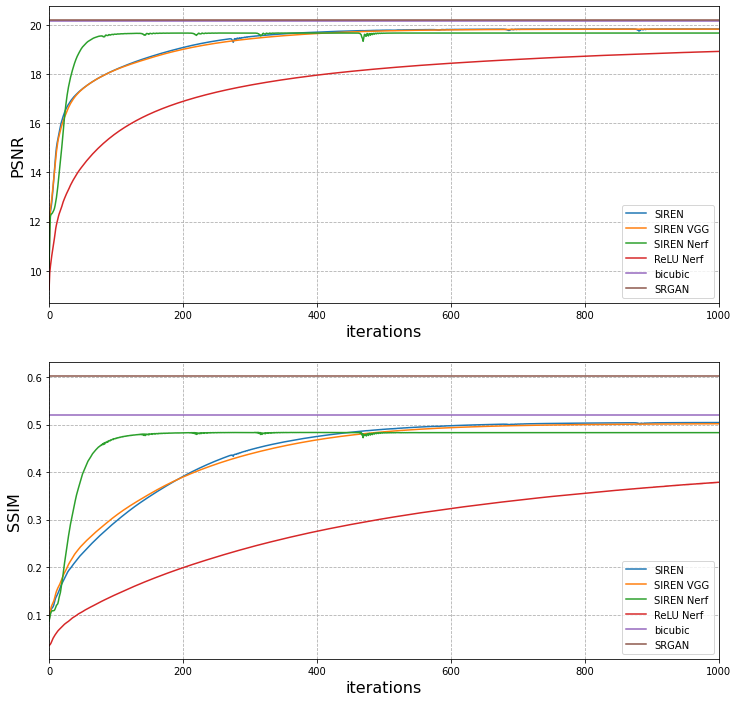 20
18
16
14
12
10
PSNR
0
200
400
600
800
1000
iterations
SIREN
SIREN VGG
SIREN Nerf
ReLU Nerf
bicubic
SRGAN
0.6
0.5
0.4
0.3
0.2
0.1
SSIM
0
200
400
600
800
1000
iterations
SIREN
SIREN VGG
SIREN Nerf
ReLU Nerf
bicubic
SRGAN